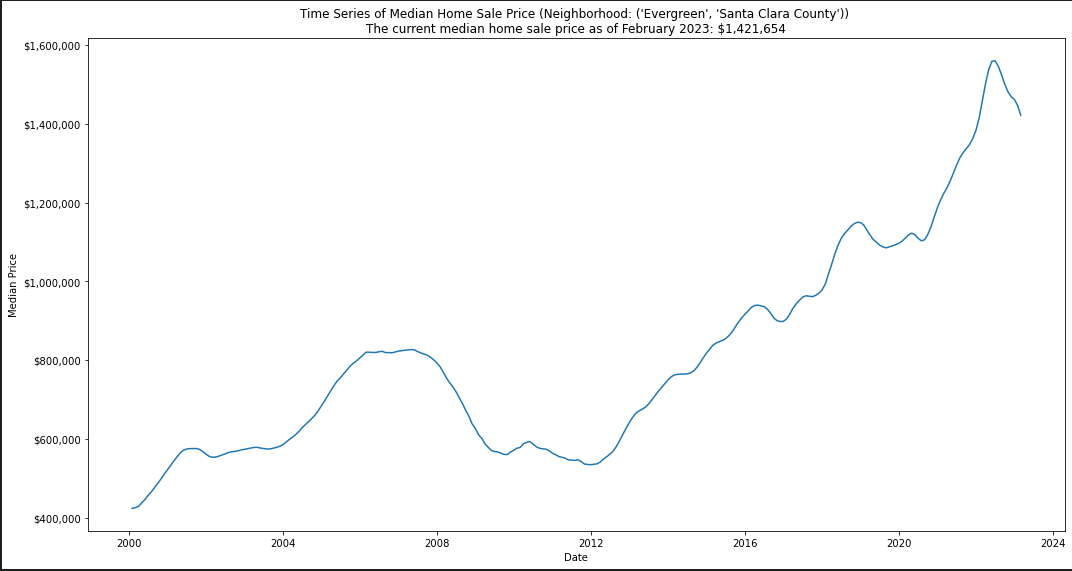 Time Series of Median Home Sale Price (Neighborhood: ('Evergreen', 'Santa Clara County'))
The current median home sale price as of February 2023: $1,421,654
$1,600,000
$1,400,000
$1,200,000
$1,000,000
$800,000
$600,000
$400,000
Median Price
2000 2004 2008 2012 2016 2020 2024
Date